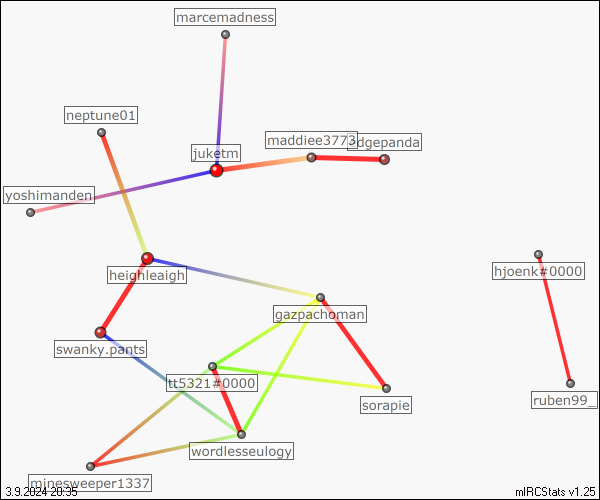 marcemadness
neptune01
maddiee3773
dgepanda
juketm
yoshimanden
hjoenk#0000
heighleaigh
gazpachoman
swanky.pants
tt5321#0000
sorapie
ruben99_
wordlesseulogy
minesweeper1337
3.9.2024 20:35
mIRCStats v1.25